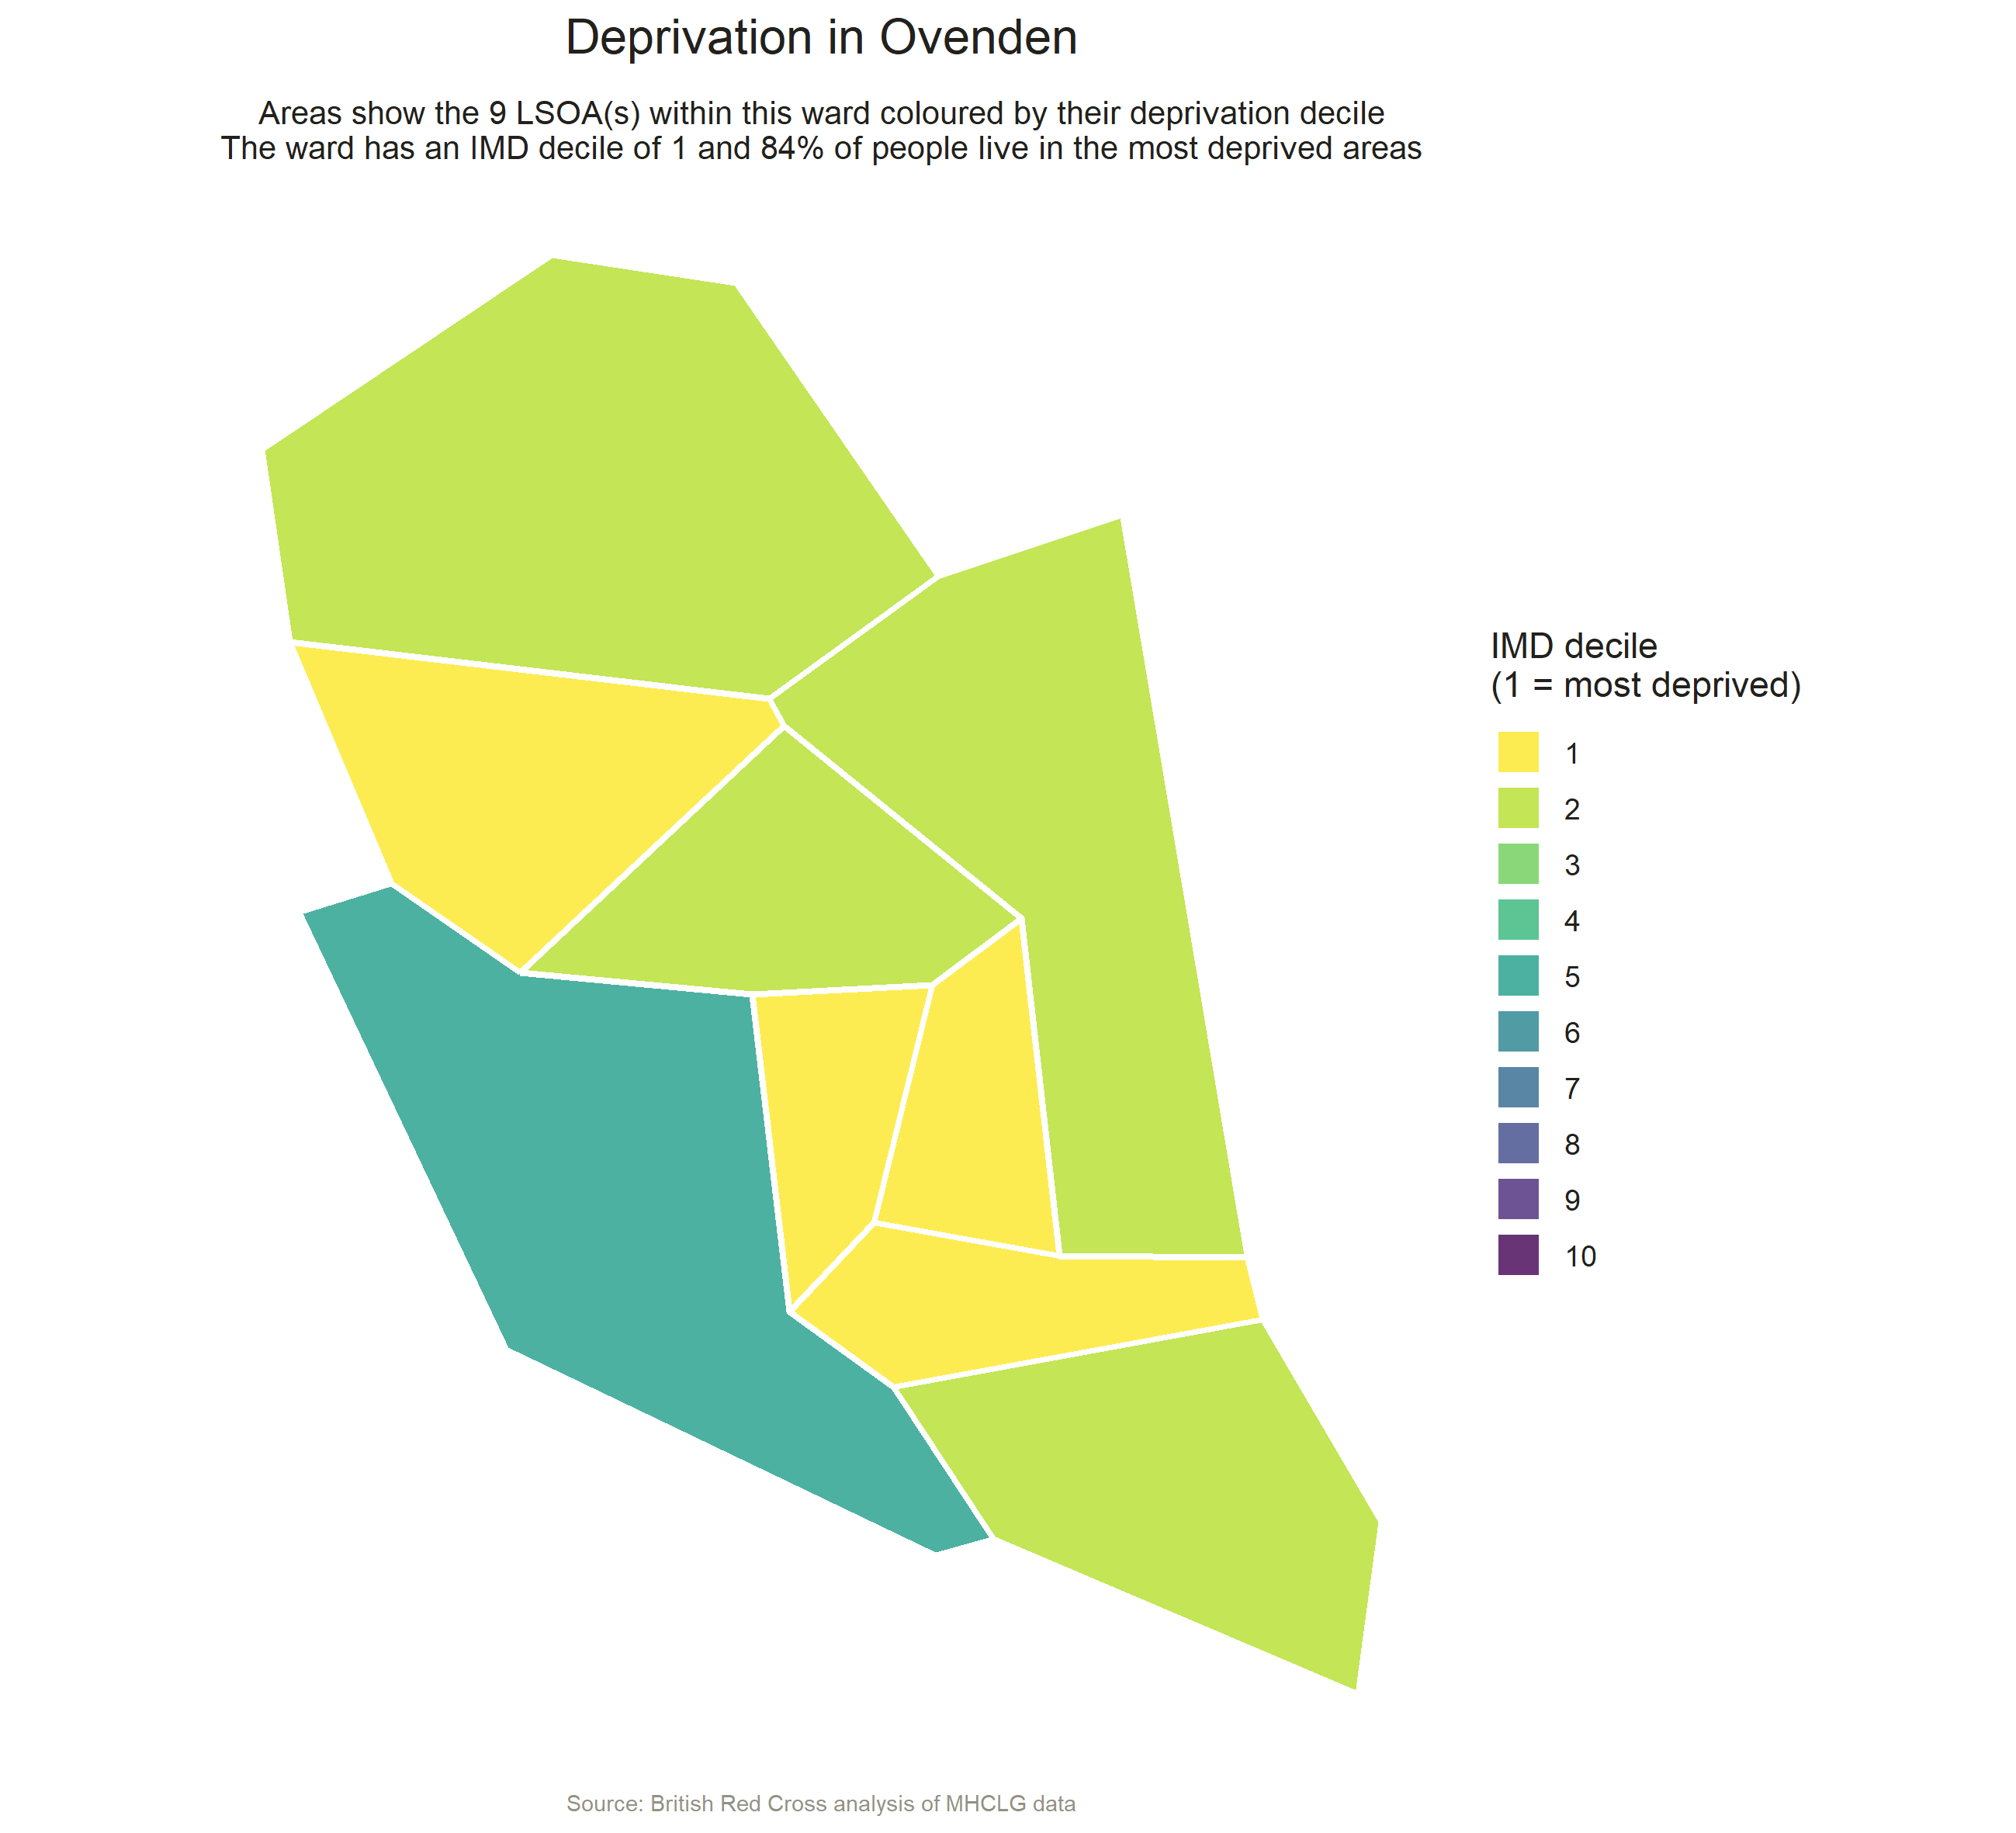 Deprivation in Ovenden
Areas show the 9 LSOA(s) within this ward coloured by their deprivation decile
The ward has an IMD decile of 1 and 84% of people live in the most deprived areas
IMD decile
(1 = most deprived)
1
2
3
4
5
6
7
8
9
10
Source: British Red Cross analysis of MHCLG data